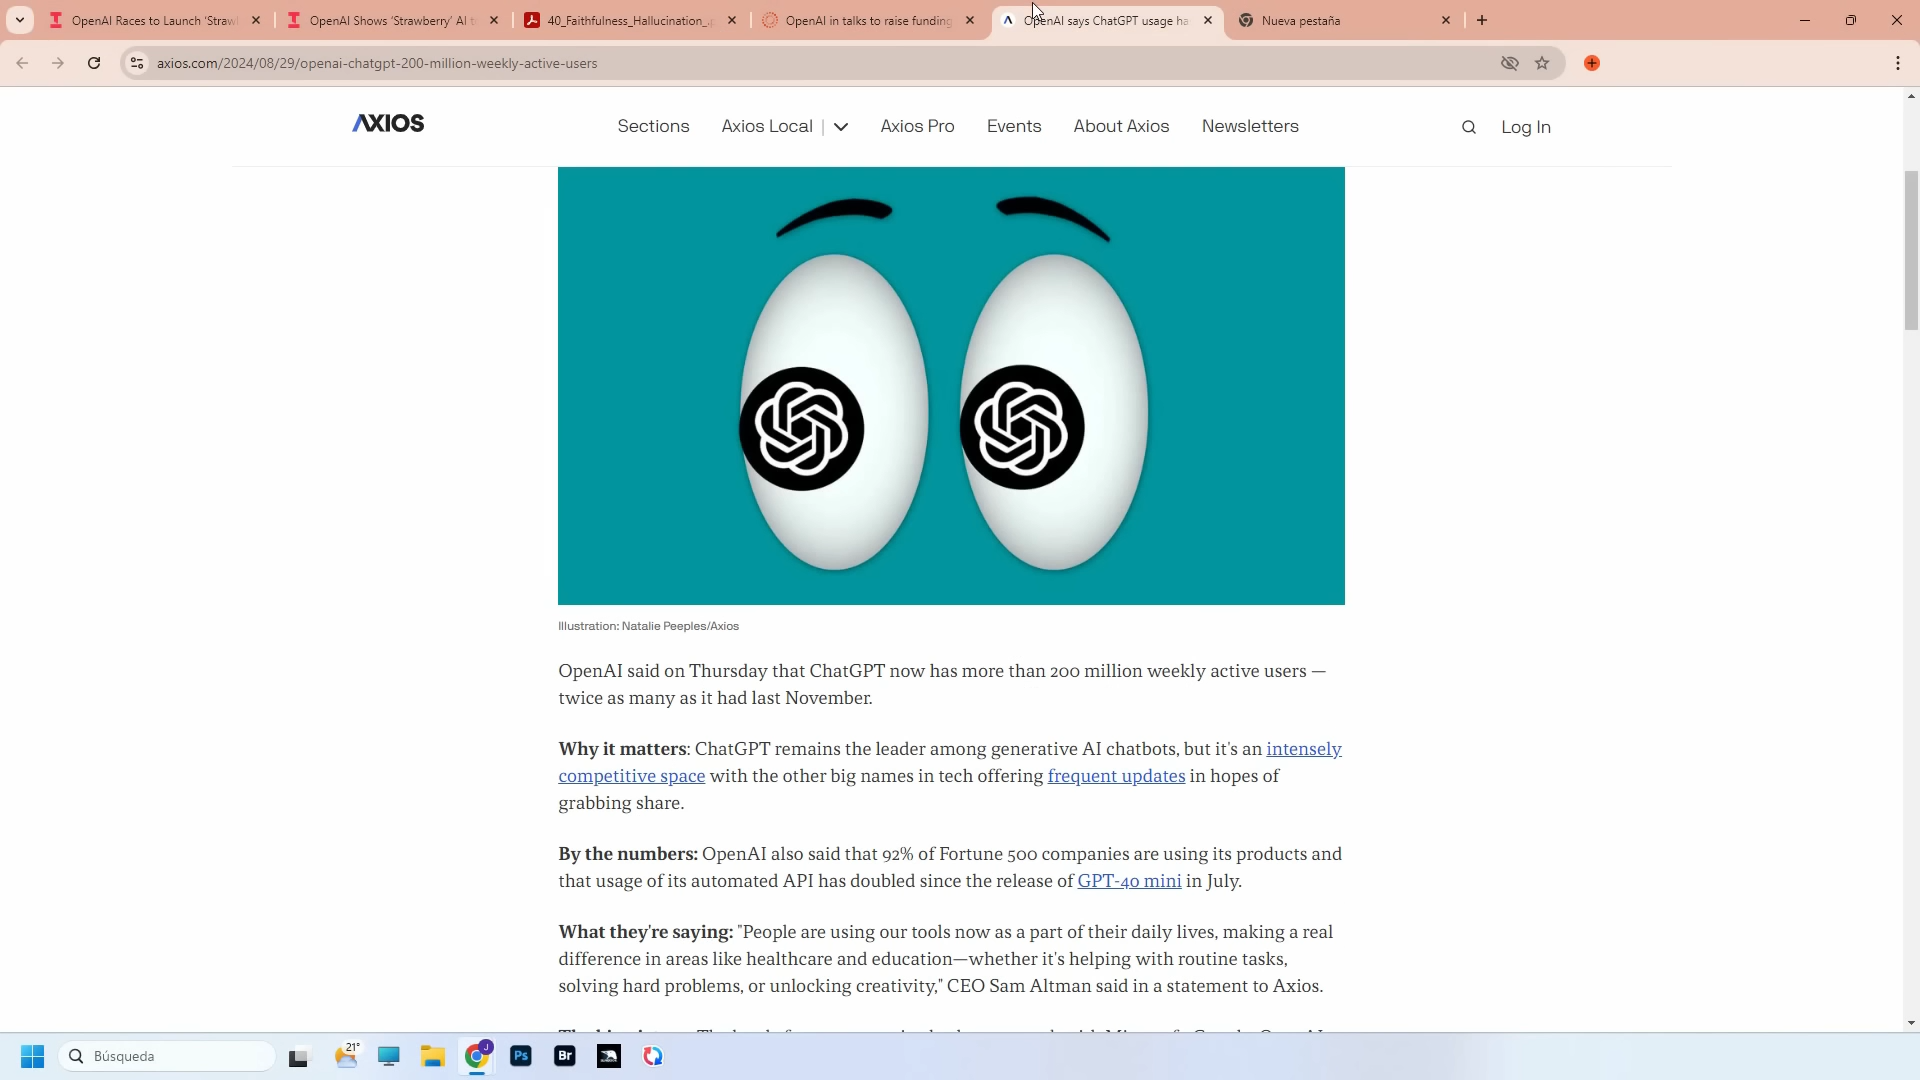 OpenAI Races to Launch 'Strawl
OpenAI Shows 'Strawberry' AI t
40_Faithfulness_Hallucination_
OpenAI in talks to raise funding
OpenAI says ChatGPT usage ha
Nueva pestaña
axios.com/2024/08/29/openai-chatgpt-200-million-weekly-active-users
AXIOS
Sections
Axios Local
Axios Pro
Events
About Axios
Newsletters
Log In
Illustration: Natalie Peeples/Axios
OpenAI said on Thursday that ChatGPT now has more than 200 million weekly active users —
twice as many as it had last November.
Why it matters: ChatGPT remains the leader among generative AI chatbots, but it's an intensely
competitive space with the other big names in tech offering frequent updates in hopes of
grabbing share.
By the numbers: OpenAI also said that 92% of Fortune 500 companies are using its products and
that usage of its automated API has doubled since the release of GPT-4o mini in July.
What they're saying: "People are using our tools now as a part of their daily lives, making a real
difference in areas like healthcare and education—whether it's helping with routine tasks,
solving hard problems, or unlocking creativity," CEO Sam Altman said in a statement to Axios.
Búsqueda
21°
J
Ps
Br